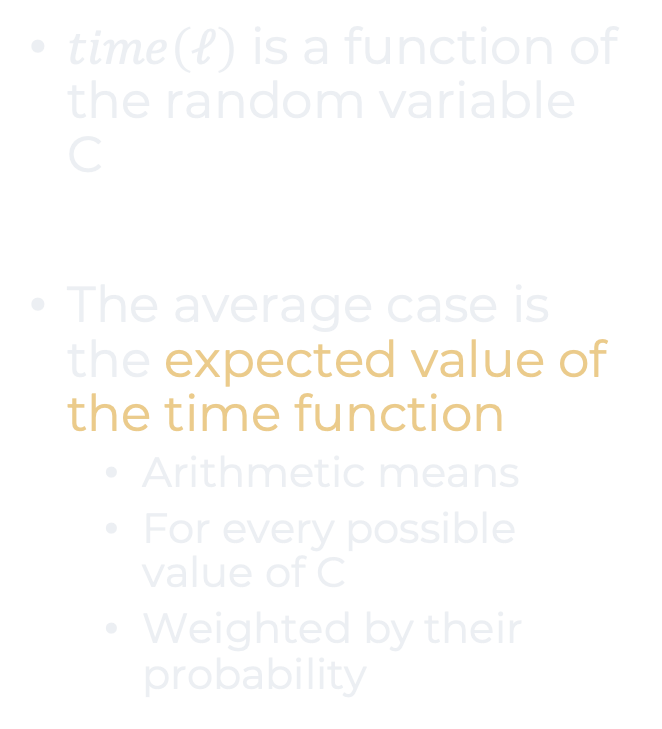 • time(ℓ) is a function of
the random variable
C
• The average case is
the expected value of
the time function
• Arithmetic means
• For every possible
value of C
• Weighted by their
probability